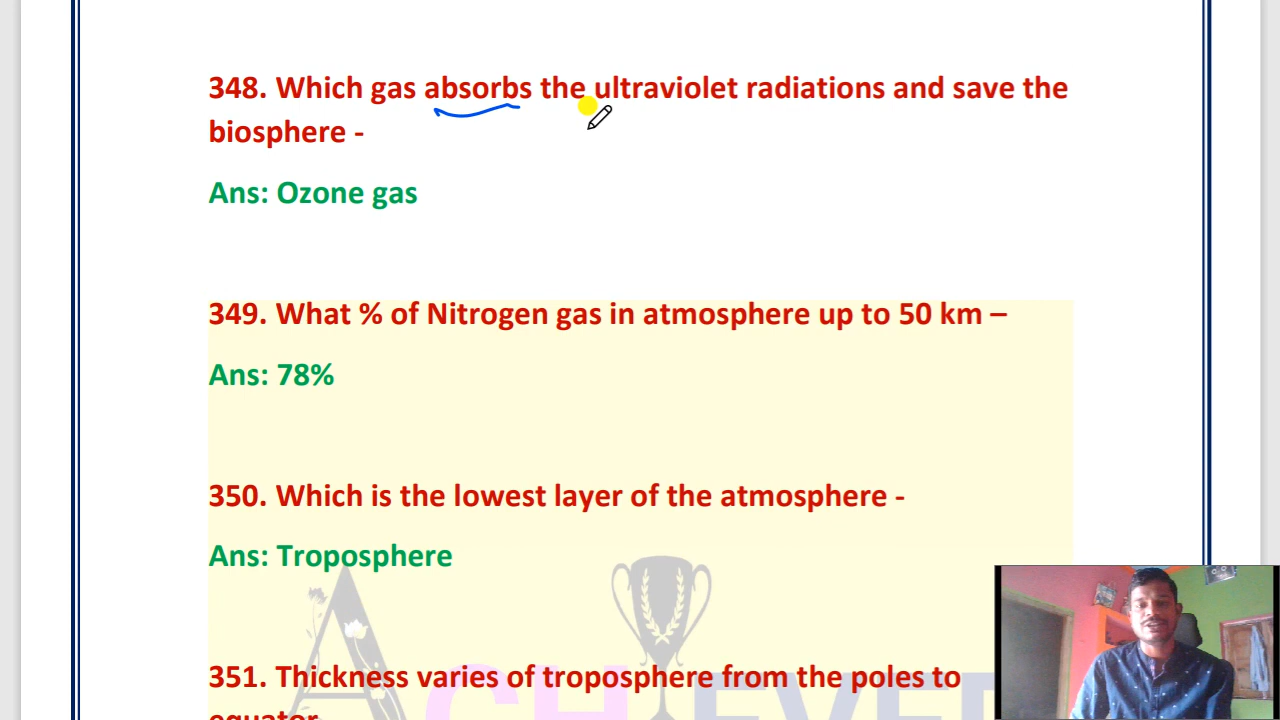 348. Which gas absorbs the ultraviolet radiations and save the
biosphere -
Ans: Ozone gas
349. What % of Nitrogen gas in atmosphere up to 50 km –
Ans: 78%
350. Which is the lowest layer of the atmosphere -
Ans: Troposphere
351. Thickness varies of troposphere from the poles to
equator